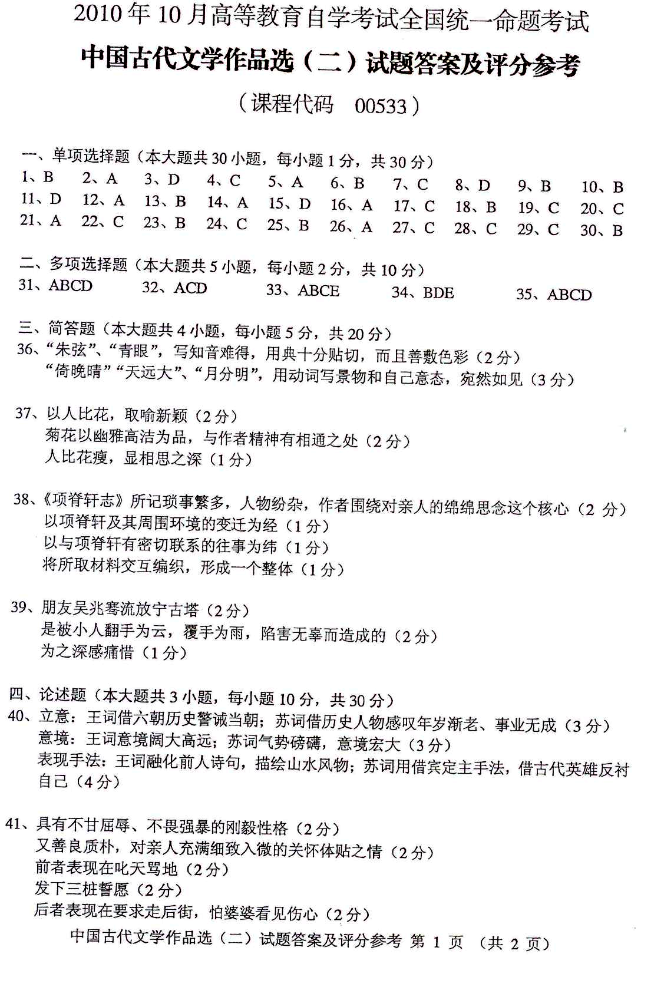 2010年10月高等教育自学考试全国统一命题考试
中国古代文学作品选（二）试题答案及评分参考
（课程代码 00533）
一、单项选择题（本大题共30小题，每小题1分，共30分）
1、B 2、A 3、D 4、C 5、A 6、B 7、C 8、D 9、B 10、B
11、D 12、A 13、B 14、A 15、D 16、A 17、C 18、B 19、C 20、C
21、A 22、C 23、B 24、C 25、B 26、A 27、C 28、C 29、C 30、B
二、多项选择题（本大题共5小题，每小题2分，共10分）
31、ABCD 32、ACD 33、ABCE 34、BDE 35、ABCD
三、简答题（本大题共4小题，每小题5分，共20分）
36、“朱弦”、“青眼”，写知音难得，用典十分贴切，而且善敷色彩（2分）
“倚晚晴”“天远大”、“月分明”，用动词写景物和自己意态，宛然如见（3分）
37、以人比花，取喻新颖（2分）
菊花以幽雅高洁为品，与作者精神有相通之处（2分）
人比花瘦，显相思之深（1分）
38、《项脊轩志》所记琐事繁多，人物纷杂，作者围绕对亲人的绵绵思念这个核心（2 分）
以项脊轩及其周围环境的变迁为经（1分）
以与项脊轩有密切联系的往事为纬（1分）
将所取材料交互编织，形成一个整体（1分）
39、朋友吴兆骞流放宁古塔（2分）
是被小人翻手为云，覆手为雨，陷害无辜而造成的（2分）
为之深感痛惜（1分）
四、论述题（本大题共3小题，每小题10分，共30分）
40、立意：王词借六朝历史警诫当朝；苏词借历史人物感叹年岁渐老、事业无成（3分）
意境：王词意境阔大高远；苏词气势磅礴，意境宏大（3分）
表现手法：王词融化前人诗句，描绘山水风物；苏词用借宾定主手法，借古代英雄反衬
自己（4分）
41、具有不甘屈辱、不畏强暴的刚毅性格（2分）
又善良质朴，对亲人充满细致入微的关怀体贴之情（2分）
前者表现在叱天骂地（2分）
发下三桩誓愿（2分）
后者表现在要求走后街，怕婆婆看见伤心（2分）
中国古代文学作品选（二）试题答案及评分参考 第 1 页 （共 2 页）